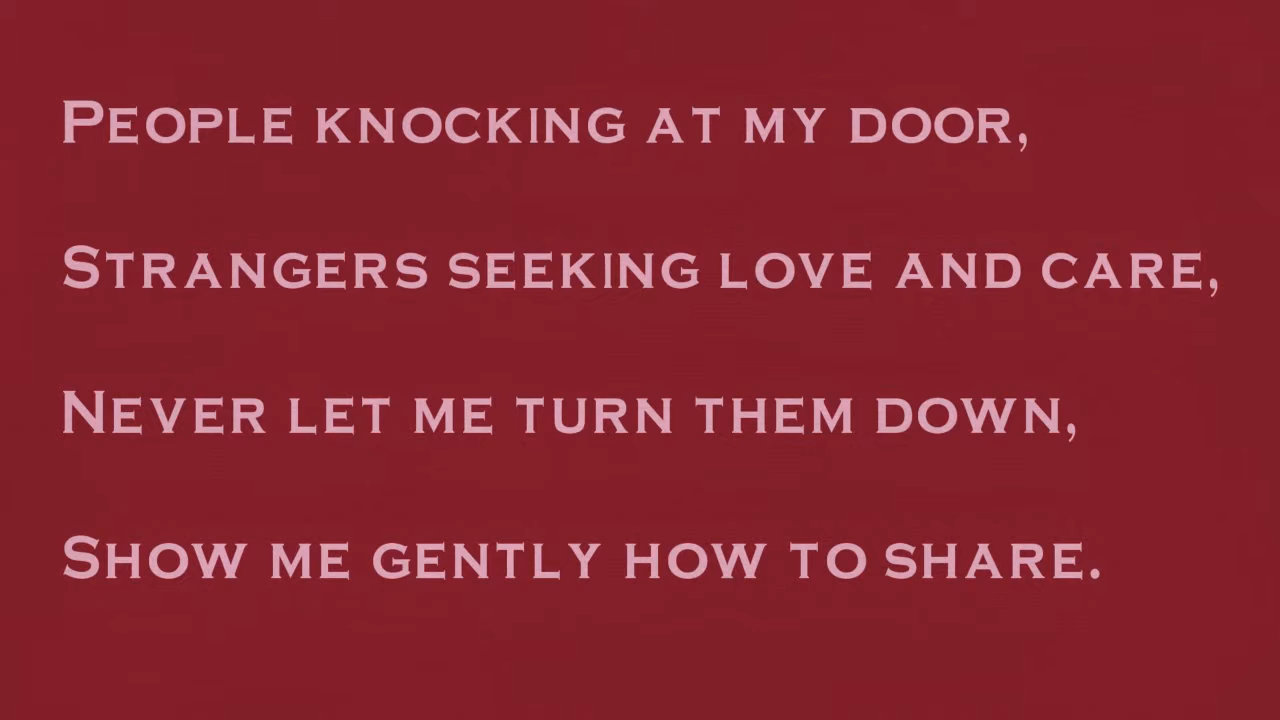 People knocking at my door,
Strangers seeking love and care,
Never let me turn them down,
Show me gently how to share.